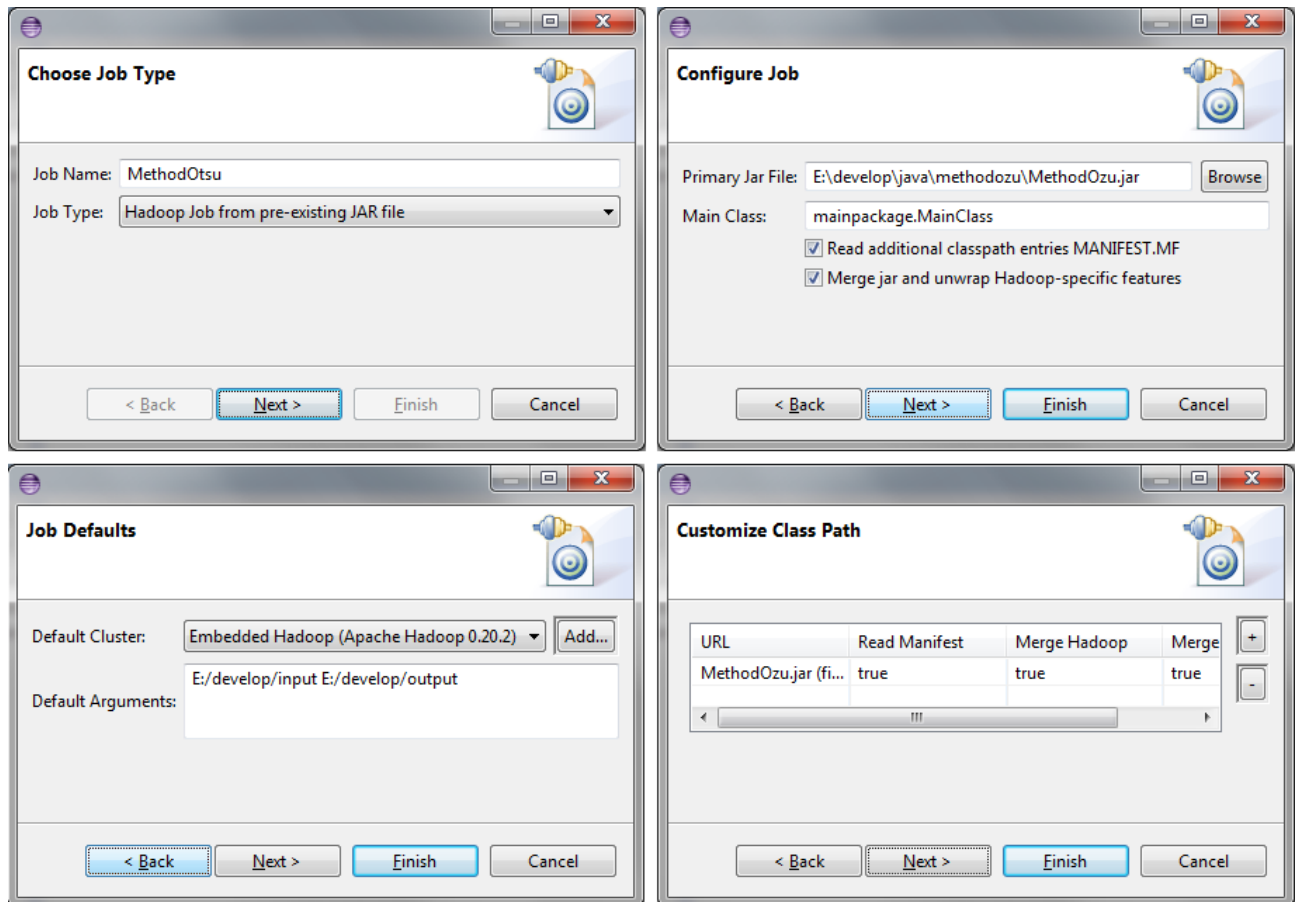 Choose Job Type
Job Name: MethodOtsu
Job Type: Hadoop Job from pre-existing JAR file
< Back Next > Finish Cancel
Configure Job
Primary Jar File: E:\develop\java\methodozu\MethodOzu.jar Browse
Main Class: mainpackage.MainClass
Read additional classpath entries MANIFEST.MF
Merge jar and unwrap Hadoop-specific features
< Back Next > Finish Cancel
Job Defaults
Default Cluster: Embedded Hadoop (Apache Hadoop 0.20.2) Add...
E:/develop/input E:/develop/output
Default Arguments:
< Back Next > Finish Cancel
Customize Class Path
URL Read Manifest Merge Hadoop Merge +
MethodOzu.jar (fi... true true true -
< Back Next > Finish Cancel